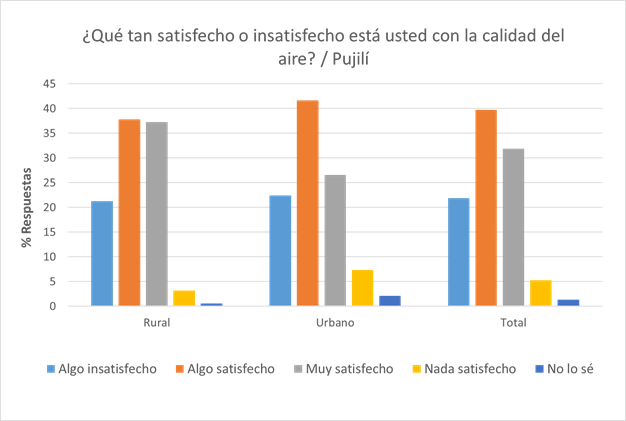 ¿Qué tan satisfecho o insatisfecho está usted con la calidad del
aire? / Pujilí
45
40
35
30
25
20
15
10
5
0
% Respuestas
Rural Urbano Total
Algo insatisfecho Algo satisfecho Muy satisfecho Nada satisfecho No lo sé